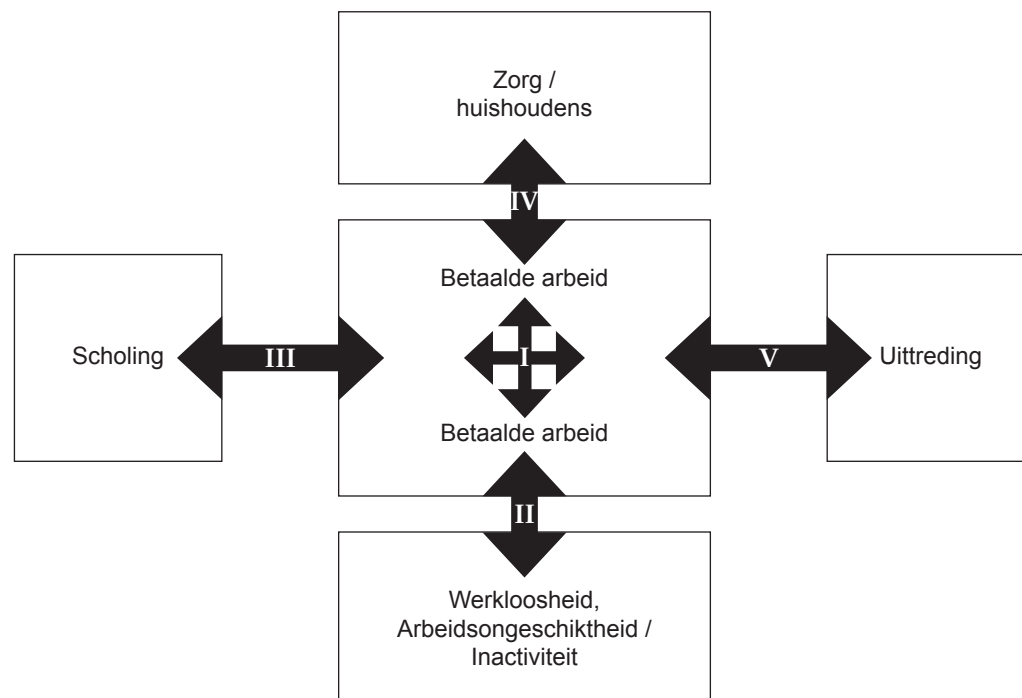 Zorg /
huishoudens
IV
Betaalde arbeid
Scholing
III
I
V
Uittreding
Betaalde arbeid
II
Werkloosheid,
Arbeidsongeschiktheid /
Inactiviteit